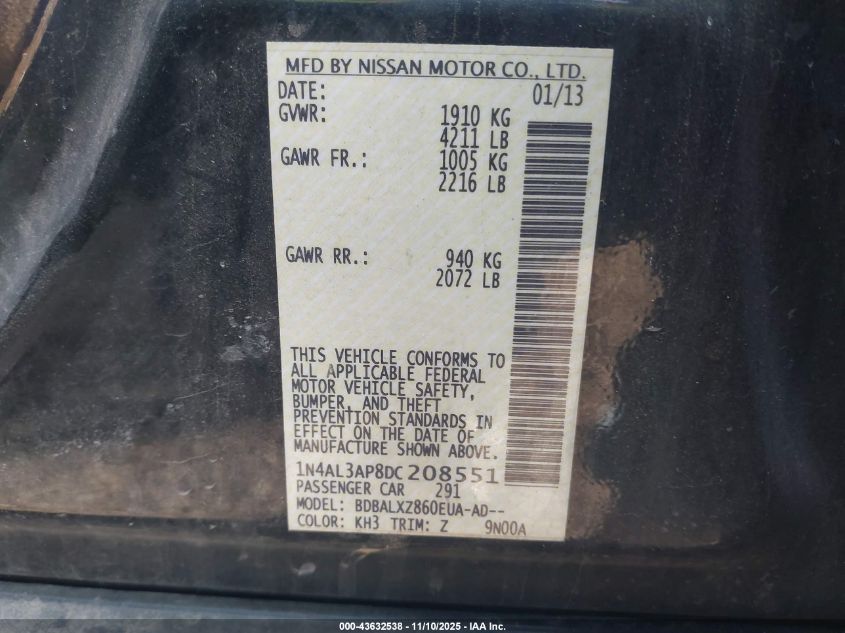 MFD BY NISSAN MOTOR CO., LTD.
DATE: 01/13
GVWR: 1910 KG
4211 LB
GAWR FR.: 1005 KG
2216 LB
GAWR RR.: 940 KG
2072 LB
THIS VEHICLE CONFORMS TO
ALL APPLICABLE FEDERAL
MOTOR VEHICLE SAFETY,
BUMPER, AND THEFT
PREVENTION STANDARDS IN
EFFECT ON THE DATE OF
MANUFACTURE SHOWN ABOVE.
1N4AL3AP8DC208551
PASSENGER CAR 291
MODEL: BDBALXZ860EUA-AD--
COLOR: KH3 TRIM: Z 9N00A
000-43632538 - 11/10/2025 - IAA Inc.